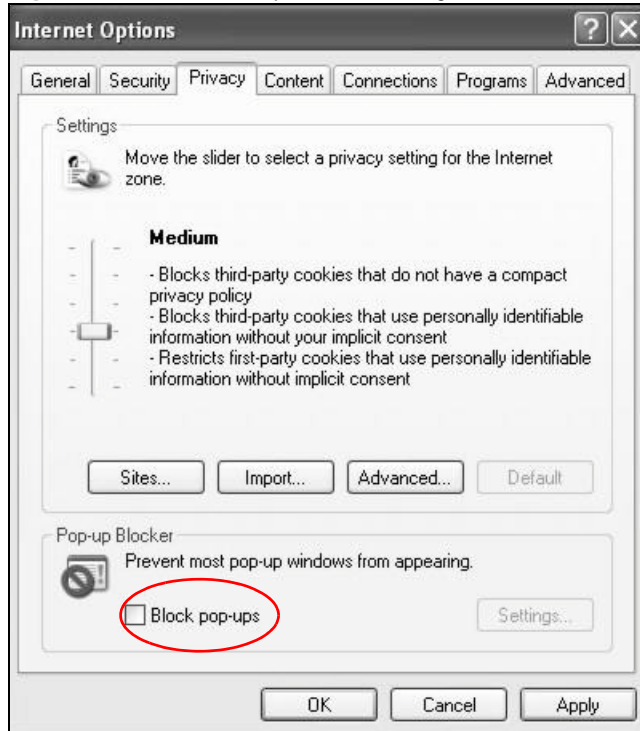 Internet Options
General Security Privacy Content Connections Programs Advanced
Settings
Move the slider to select a privacy setting for the Internet
zone.
Medium
- Blocks third-party cookies that do not have a compact
privacy policy
- Blocks third-party cookies that use personally identifiable
information without your implicit consent
- Restricts first-party cookies that use personally identifiable
information without implicit consent
Sites... Import... Advanced... Default
Pop-up Blocker
Prevent most pop-up windows from appearing.
Block pop-ups Settings...
OK Cancel Apply